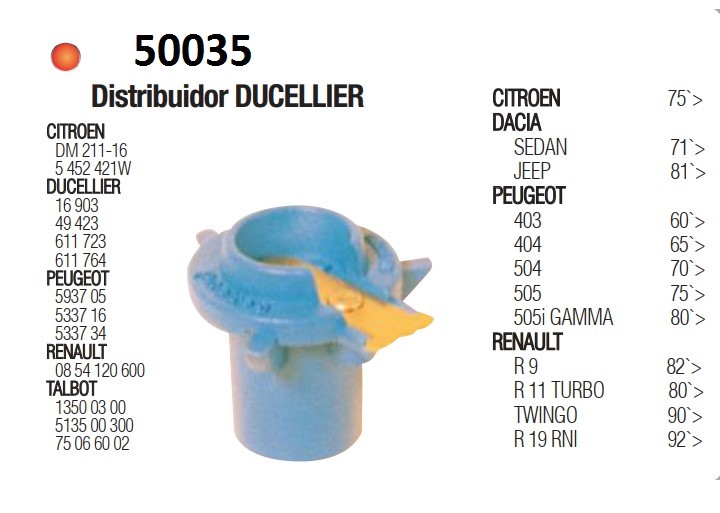 50035
Distribuidor DUCELLIER
CITROEN
DM 211-16
5 452 421W
DUCELLIER
16 903
49 423
611 723
611 764
PEUGEOT
5937 05
5337 16
5337 34
RENAULT
08 54 120 600
TALBOT
1350 03 00
5135 00 300
75 06 60 02
CITROEN 75`>
DACIA
SEDAN 71`>
JEEP 81`>
PEUGEOT
403 60`>
404 65`>
504 70`>
505 75`>
505i GAMMA 80`>
RENAULT
R 9 82`>
R 11 TURBO 80`>
TWINGO 90`>
R 19 RNI 92`>